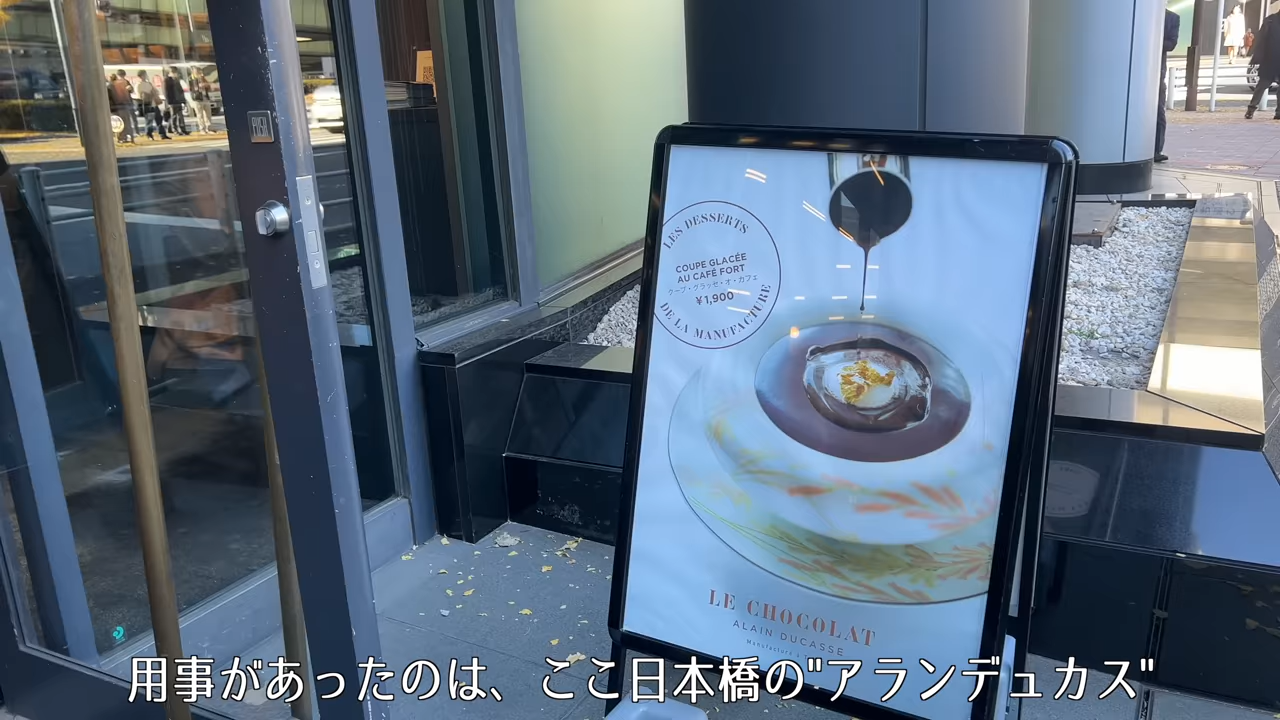 PUSH
LES DESSERTS
COUPE GLACÉE
AU CAFÉ FORT
クープ・グラッセ・オ・カフェ
¥1,900
DE LA MANUFACTURE
LE CHOCOLAT
ALAIN DUCASSE
用事があったのは、ここ日本橋の"アランデュカス"